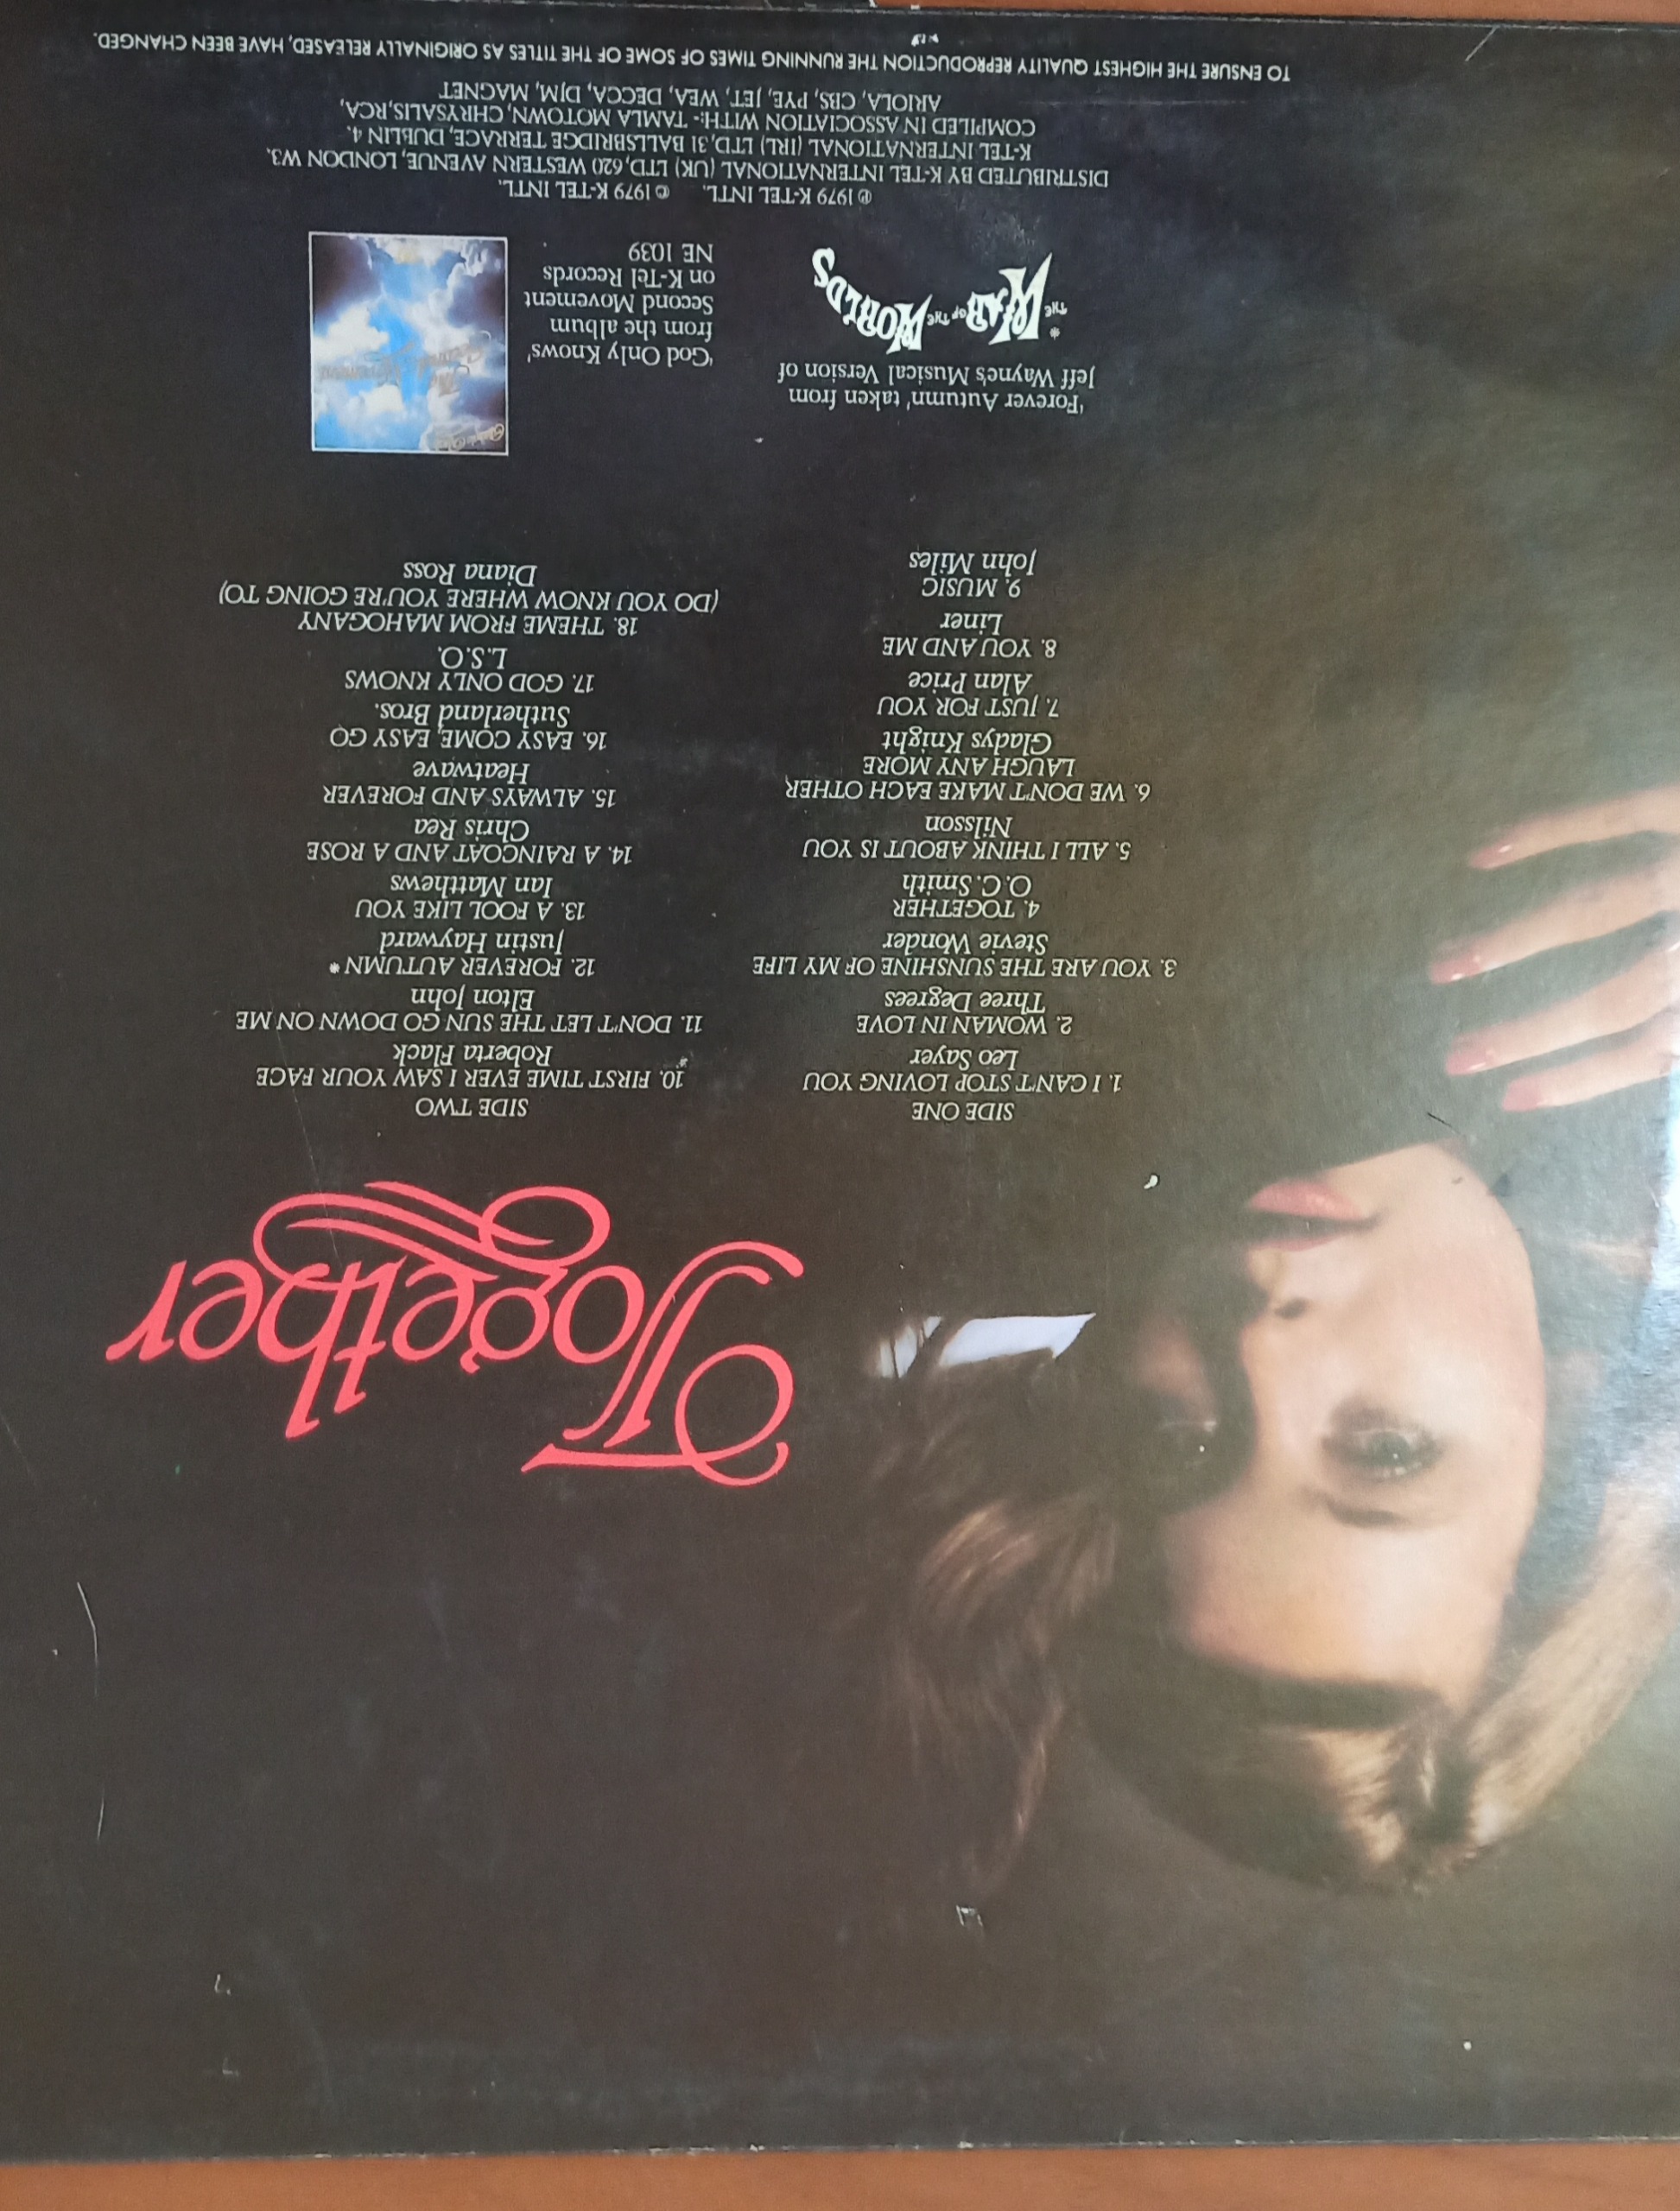 Together
SIDE ONE
1. I CAN'T STOP LOVING YOU
Leo Sayer
2. WOMAN IN LOVE
Three Degrees
3. YOU ARE THE SUNSHINE OF MY LIFE
Stevie Wonder
4. TOGETHER
O.C. Smith
5. ALL I THINK ABOUT IS YOU
Nilsson
6. WE DON'T MAKE EACH OTHER
LAUGH ANY MORE
Gladys Knight
7. JUST FOR YOU
Alan Price
8. YOU AND ME
Liner
9. MUSIC
John Miles
SIDE TWO
10. FIRST TIME EVER I SAW YOUR FACE
Roberta Flack
11. DON'T LET THE SUN GO DOWN ON ME
Elton John
12. FOREVER AUTUMN*
Justin Hayward
13. A FOOL LIKE YOU
Ian Matthews
14. A RAINCOAT AND A ROSE
Chris Rea
15. ALWAYS AND FOREVER
Heatwave
16. EASY COME, EASY GO
Sutherland Bros.
17. GOD ONLY KNOWS
L.S.O.
18. THEME FROM MAHOGANY
(DO YOU KNOW WHERE YOU'RE GOING TO)
Diana Ross
'Forever Autumn' taken from
Jeff Wayne's Musical Version of
* THE WAR OF THE WORLDS
'God Only Knows'
from the album
Second Movement
on K-Tel Records
NE 1039
℗ 1979 K-TEL INTL. © 1979 K-TEL INTL.
DISTRIBUTED BY K-TEL INTERNATIONAL (UK) LTD, 620 WESTERN AVENUE, LONDON W3.
K-TEL INTERNATIONAL (IRL) LTD, 31 BALLSBRIDGE TERRACE, DUBLIN 4.
COMPILED IN ASSOCIATION WITH:- TAMLA MOTOWN, CHRYSALIS, RCA,
ARIOLA, CBS, PYE, JET, WEA, DECCA, DJM, MAGNET
TO ENSURE THE HIGHEST QUALITY REPRODUCTION THE RUNNING TIMES OF SOME OF THE TITLES AS ORIGINALLY RELEASED, HAVE BEEN CHANGED.